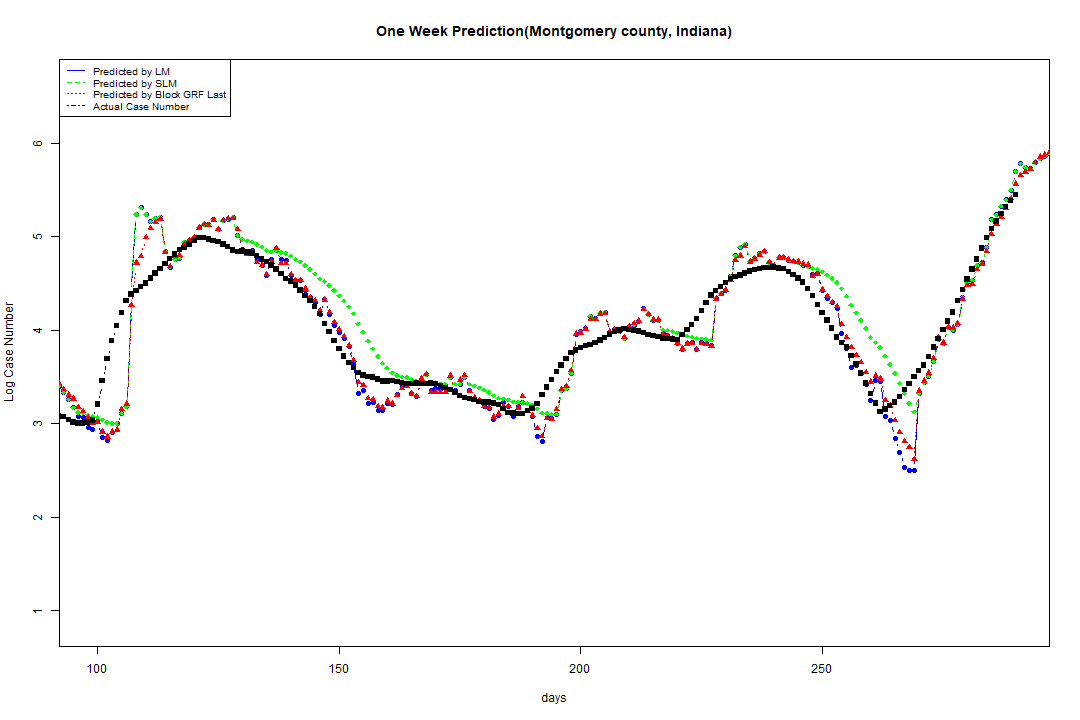 One Week Prediction(Montgomery county, Indiana)
Predicted by LM
Predicted by SLM
Predicted by Block GRF Last
Actual Case Number
Log Case Number
6
5
4
3
2
1
100 150 200 250
days